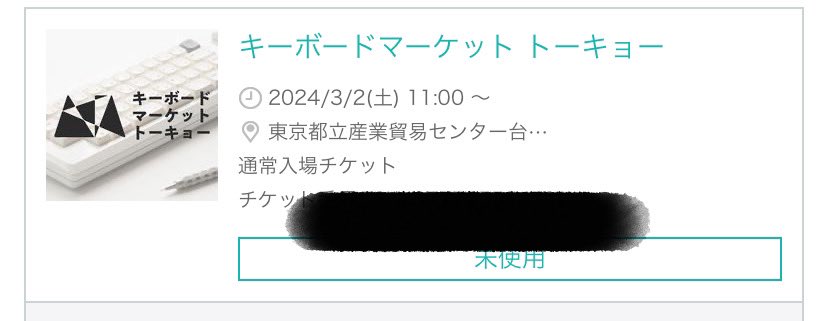 キーボード
マーケット
トーキョー
キーボードマーケット トーキョー
2024/3/2(土) 11:00 ～
東京都立産業貿易センター台…
通常入場チケット
チケット
未使用